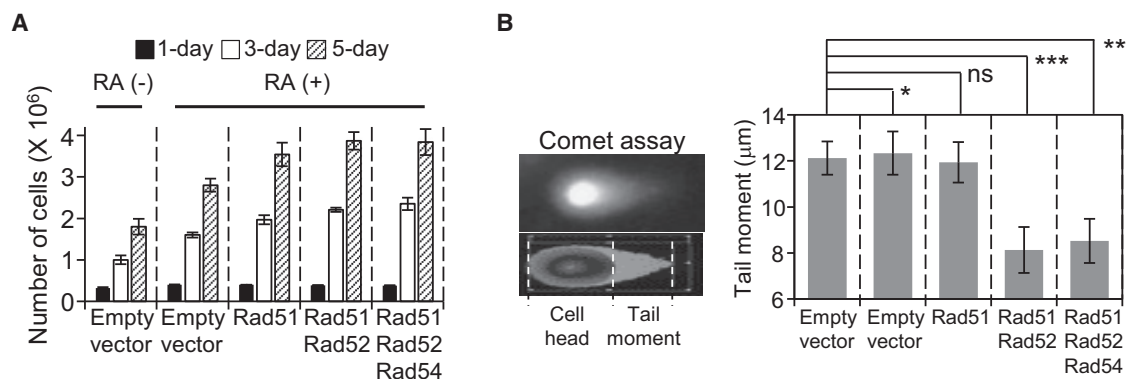 A
1-day 3-day 5-day
RA (-) RA (+)
Number of cells (X 10⁶)
4
3
2
1
0
Empty vector
Empty vector
Rad51
Rad51 Rad52
Rad51 Rad52 Rad54
B
Comet assay
Cell head
Tail moment
**
***
ns
*
Tail moment (μm)
14
12
10
8
6
Empty vector
Empty vector
Rad51
Rad51 Rad52
Rad51 Rad52 Rad54